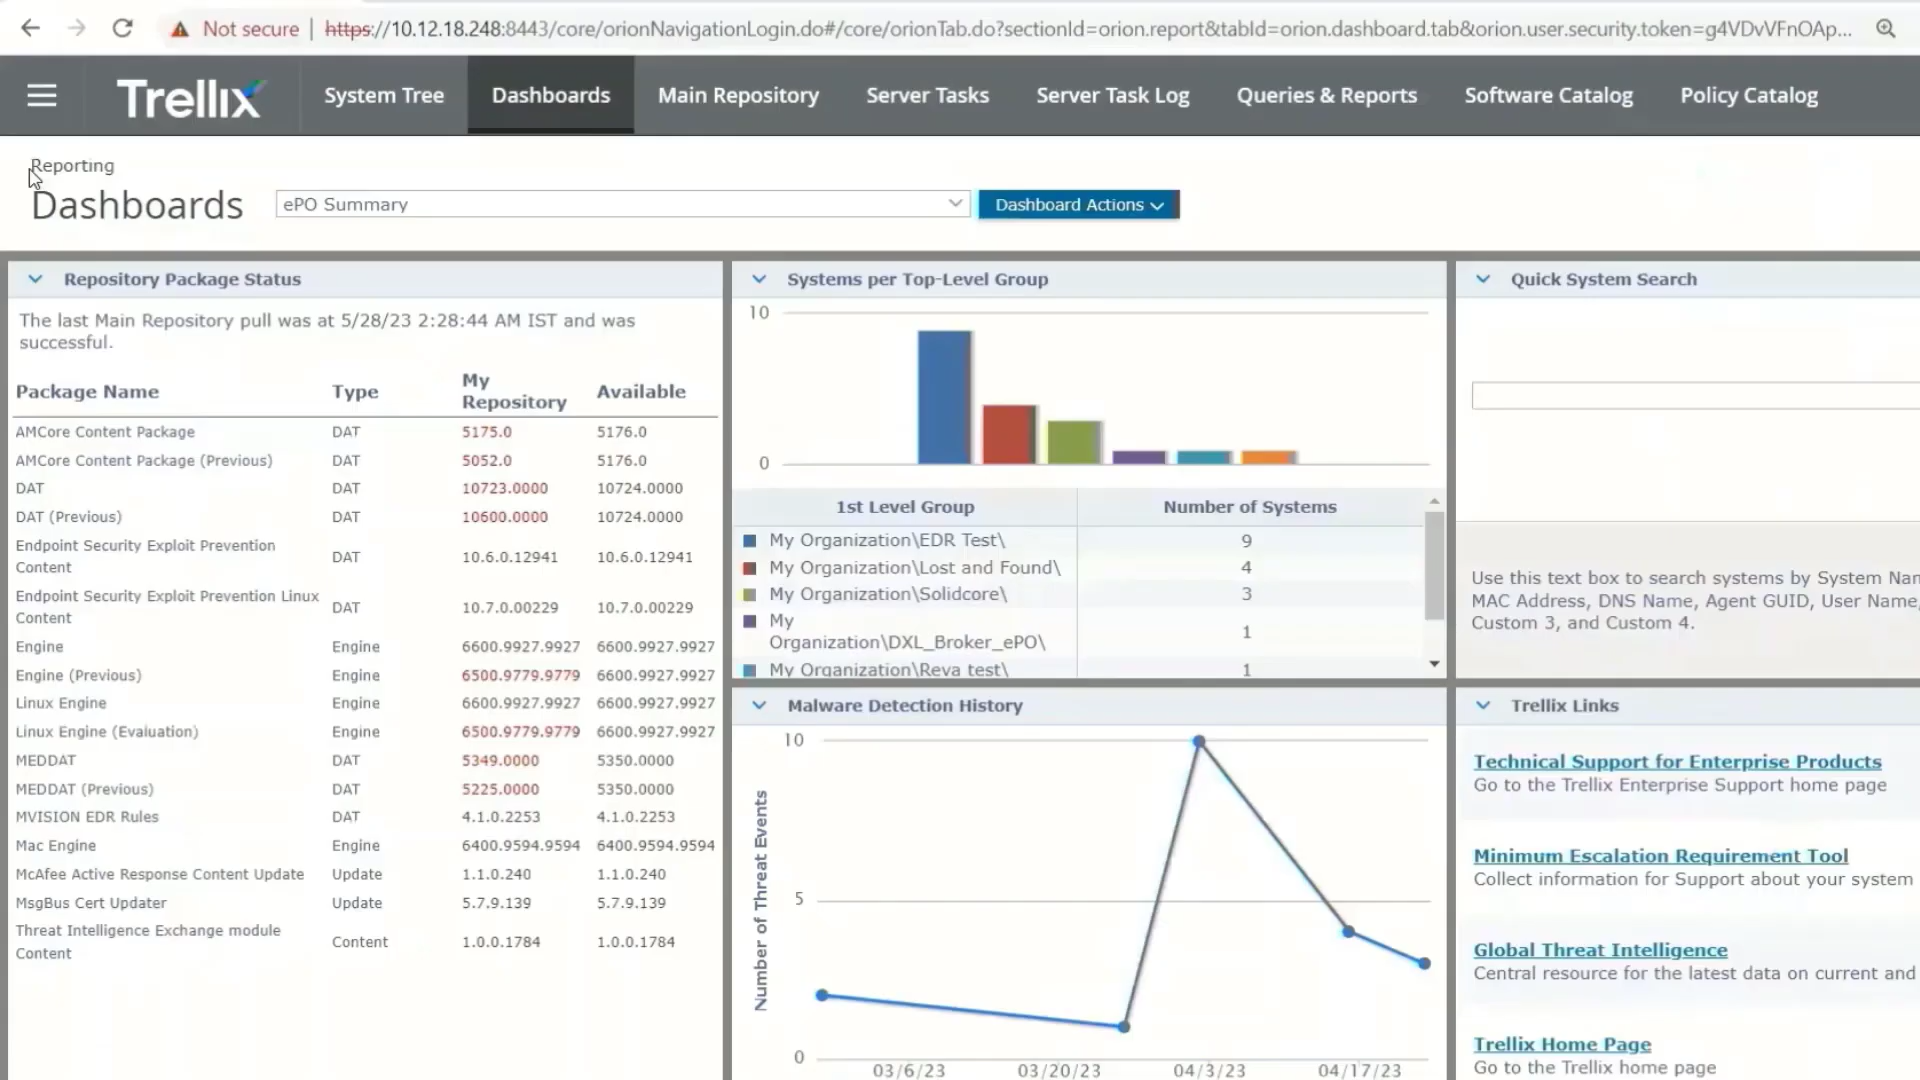 Not secure | https://10.12.18.248:8443/core/orionNavigationLogin.do#/core/orionTab.do?sectionId=orion.report&tabId=orion.dashboard.tab&orion.user.security.token=g4VDvVFnOAp...
Trellix System Tree Dashboards Main Repository Server Tasks Server Task Log Queries & Reports Software Catalog Policy Catalog
Reporting
Dashboards ePO Summary Dashboard Actions
Repository Package Status
The last Main Repository pull was at 5/28/23 2:28:44 AM IST and was
successful.
Package Name Type My Repository Available
AMCore Content Package DAT 5175.0 5176.0
AMCore Content Package (Previous) DAT 5052.0 5176.0
DAT DAT 10723.0000 10724.0000
DAT (Previous) DAT 10600.0000 10724.0000
Endpoint Security Exploit Prevention
Content DAT 10.6.0.12941 10.6.0.12941
Endpoint Security Exploit Prevention Linux
Content DAT 10.7.0.00229 10.7.0.00229
Engine Engine 6600.9927.9927 6600.9927.9927
Engine (Previous) Engine 6500.9779.9779 6600.9927.9927
Linux Engine Engine 6600.9927.9927 6600.9927.9927
Linux Engine (Evaluation) Engine 6500.9779.9779 6600.9927.9927
MEDDAT DAT 5349.0000 5350.0000
MEDDAT (Previous) DAT 5225.0000 5350.0000
MVISION EDR Rules DAT 4.1.0.2253 4.1.0.2253
Mac Engine Engine 6400.9594.9594 6400.9594.9594
McAfee Active Response Content Update Update 1.1.0.240 1.1.0.240
MsgBus Cert Updater Update 5.7.9.139 5.7.9.139
Threat Intelligence Exchange module
Content Content 1.0.0.1784 1.0.0.1784
Systems per Top-Level Group
10
0
1st Level Group Number of Systems
My Organization\EDR Test\ 9
My Organization\Lost and Found\ 4
My Organization\Solidcore\ 3
My
Organization\DXL_Broker_ePO\ 1
My Organization\Reva test\ 1
Malware Detection History
Number of Threat Events
10
5
0
03/6/23 03/20/23 04/3/23 04/17/23
Quick System Search
Use this text box to search systems by System Nam
MAC Address, DNS Name, Agent GUID, User Name,
Custom 3, and Custom 4.
Trellix Links
Technical Support for Enterprise Products
Go to the Trellix Enterprise Support home page
Minimum Escalation Requirement Tool
Collect information for Support about your system
Global Threat Intelligence
Central resource for the latest data on current and
Trellix Home Page
Go to the Trellix home page